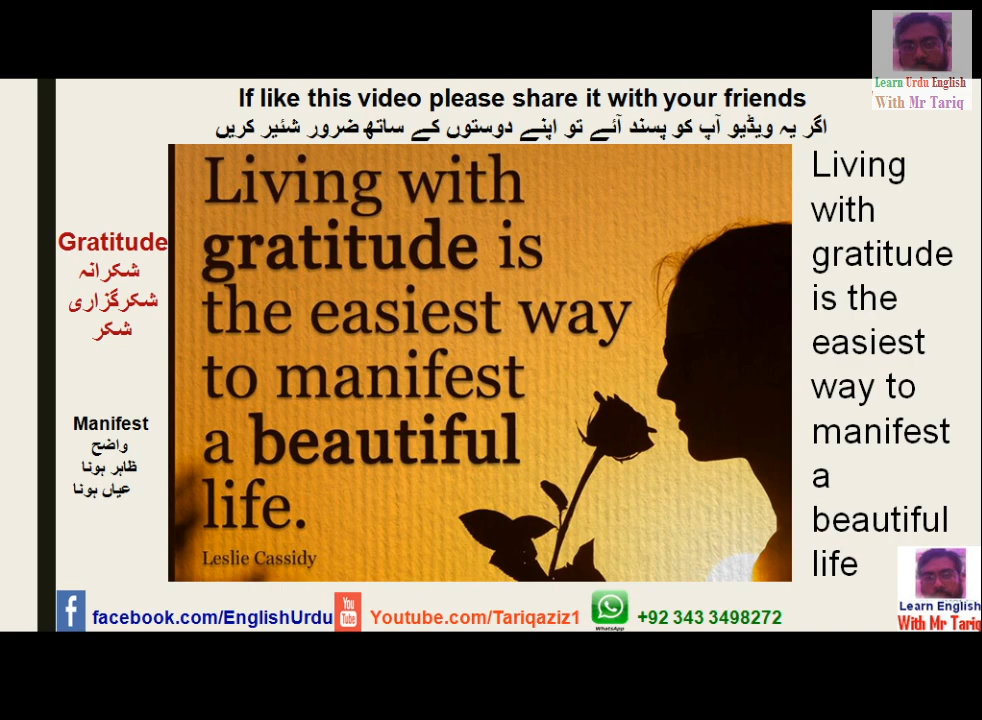 Learn Urdu English
With Mr Tariq
If like this video please share it with your friends
اگر یہ ویڈیو آپ کو پسند آئے تو اپنے دوستوں کے ساتھ ضرور شئیر کریں
Gratitude
شکرانہ
شکرگزاری
شکر
Manifest
واضح
ظاہر ہونا
عیاں ہونا
Living with
gratitude is
the easiest way
to manifest
a beautiful
life.
Leslie Cassidy
Living
with
gratitude
is the
easiest
way to
manifest
a
beautiful
life
Learn English
With Mr Tariq
facebook.com/EnglishUrdu
You
Tube
Youtube.com/Tariqaziz1
WhatsApp
+92 343 3498272